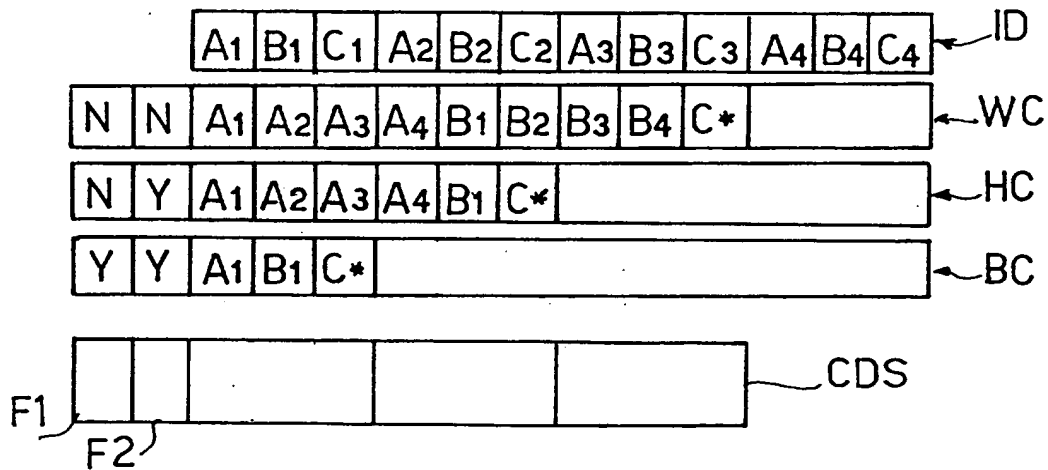 A1 B1 C1 A2 B2 C2 A3 B3 C3 A4 B4 C4 ID
N N A1 A2 A3 A4 B1 B2 B3 B4 C* WC
N Y A1 A2 A3 A4 B1 C* HC
Y Y A1 B1 C* BC
CDS
F1
F2